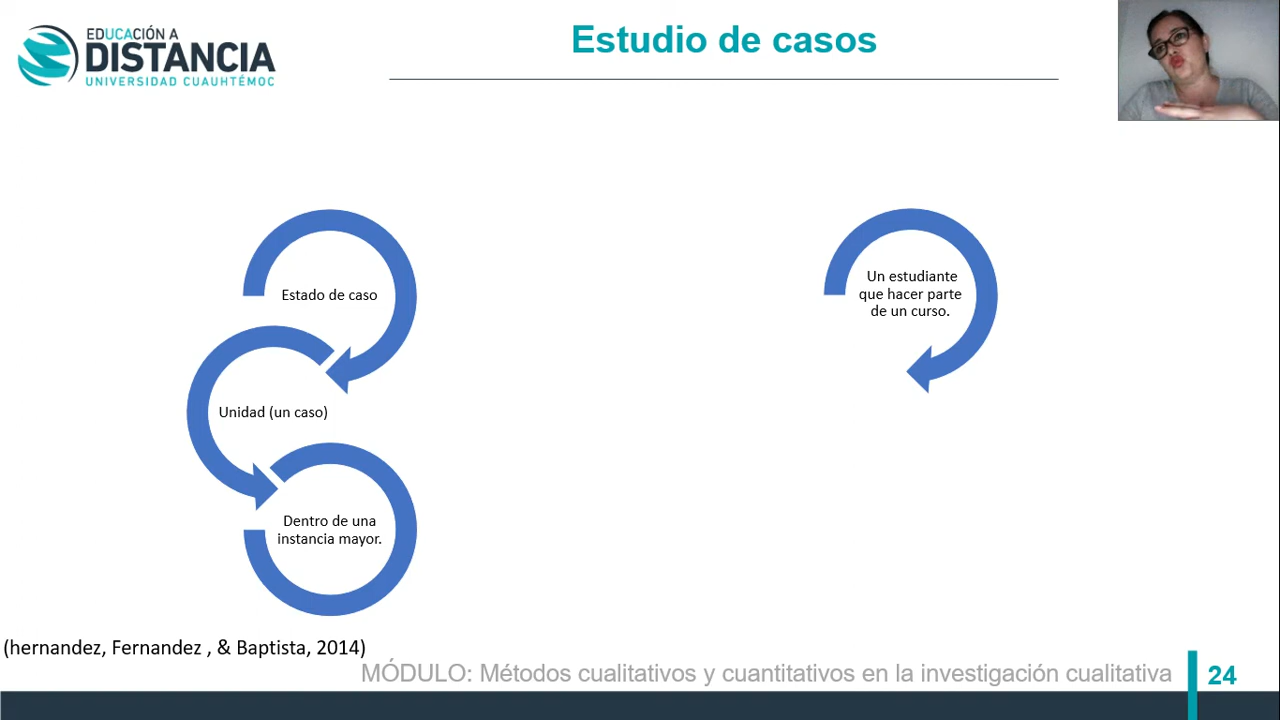 EDUCACIÓN A
DISTANCIA
UNIVERSIDAD CUAUHTÉMOC
Estudio de casos
Estado de caso
Unidad (un caso)
Dentro de una
instancia mayor.
Un estudiante
que hacer parte
de un curso.
(hernandez, Fernandez , & Baptista, 2014)
MÓDULO: Métodos cualitativos y cuantitativos en la investigación cualitativa
24